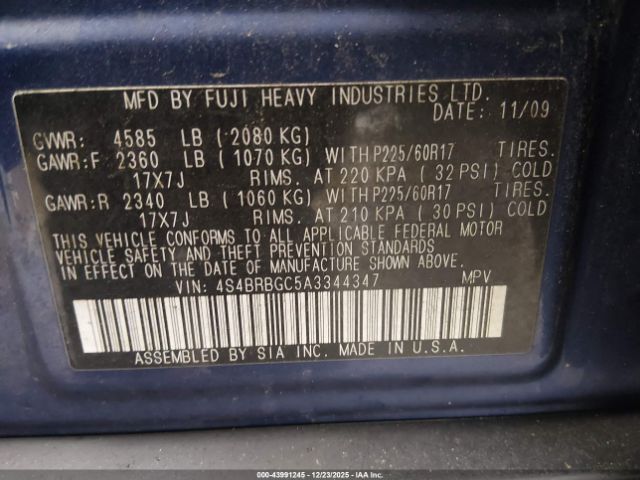 MFD BY FUJI HEAVY INDUSTRIES LTD.
DATE: 11/09
GVWR: 4585 LB (2080 KG)
GAWR:F 2360 LB (1070 KG) WITH P225/60R17 TIRES.
17X7J RIMS. AT 220 KPA (32 PSI) COLD
GAWR:R 2340 LB (1060 KG) WITH P225/60R17 TIRES.
17X7J RIMS. AT 210 KPA (30 PSI) COLD
THIS VEHICLE CONFORMS TO ALL APPLICABLE FEDERAL MOTOR
VEHICLE SAFETY AND THEFT PREVENTION STANDARDS
IN EFFECT ON THE DATE OF MANUFACTURE SHOWN ABOVE.
VIN: 4S4BRBGC5A3344347 MPV
ASSEMBLED BY SIA INC. MADE IN U.S.A.
000-43991245 - 12/23/2025 - IAAI.COM